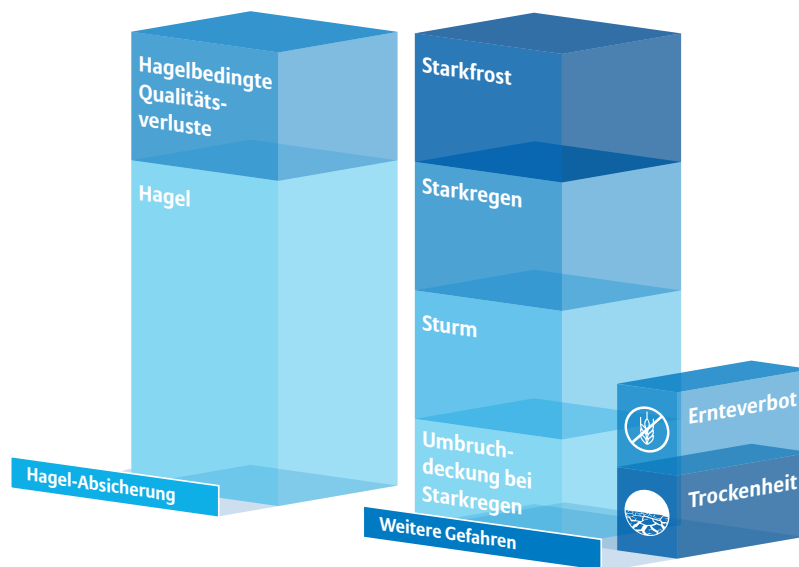 Hagelbedingte
Qualitäts-
verluste
Hagel
Hagel-Absicherung
Starkfrost
Starkregen
Sturm
Umbruch-
deckung bei
Starkregen
Weitere Gefahren
Ernteverbot
Trockenheit